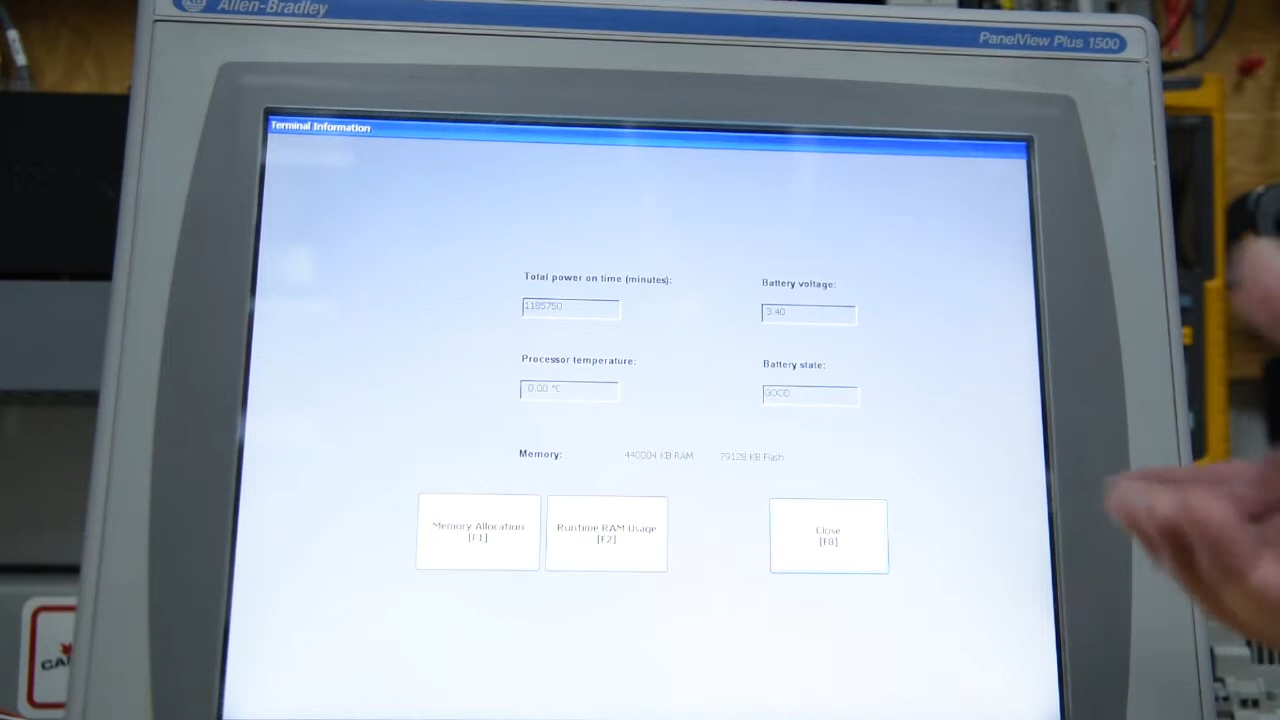 Allen-Bradley
PanelView Plus 1500
Terminal Information
Total power on time (minutes):
Battery voltage:
1185750
3.40
Processor temperature:
Battery state:
0.00 °C
GOOD
Memory:
440004 KB RAM
79128 KB Flash
Memory Allocation
[F1]
Runtime RAM Usage
[F2]
Close
[F8]